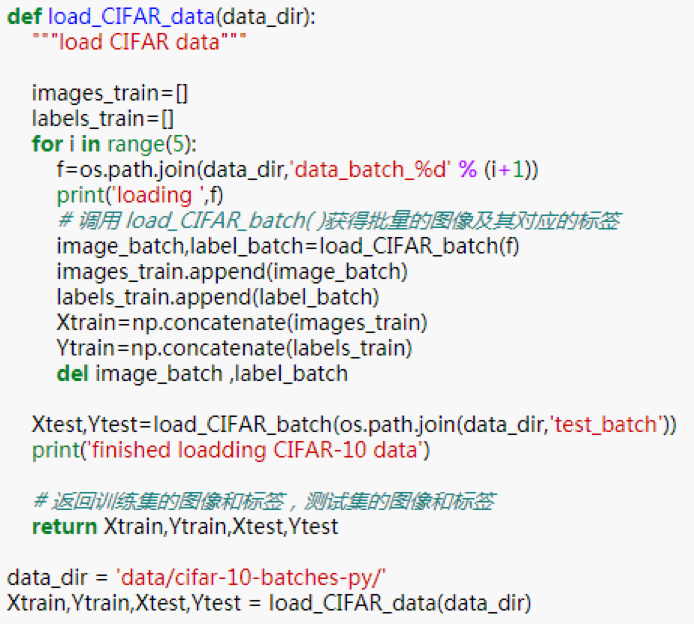 def load_CIFAR_data(data_dir):
"""load CIFAR data"""
images_train=[]
labels_train=[]
for i in range(5):
f=os.path.join(data_dir,'data_batch_%d' % (i+1))
print('loading ',f)
# 调用 load_CIFAR_batch( )获得批量的图像及其对应的标签
image_batch,label_batch=load_CIFAR_batch(f)
images_train.append(image_batch)
labels_train.append(label_batch)
Xtrain=np.concatenate(images_train)
Ytrain=np.concatenate(labels_train)
del image_batch ,label_batch
Xtest,Ytest=load_CIFAR_batch(os.path.join(data_dir,'test_batch'))
print('finished loadding CIFAR-10 data')
# 返回训练集的图像和标签，测试集的图像和标签
return Xtrain,Ytrain,Xtest,Ytest
data_dir = 'data/cifar-10-batches-py/'
Xtrain,Ytrain,Xtest,Ytest = load_CIFAR_data(data_dir)